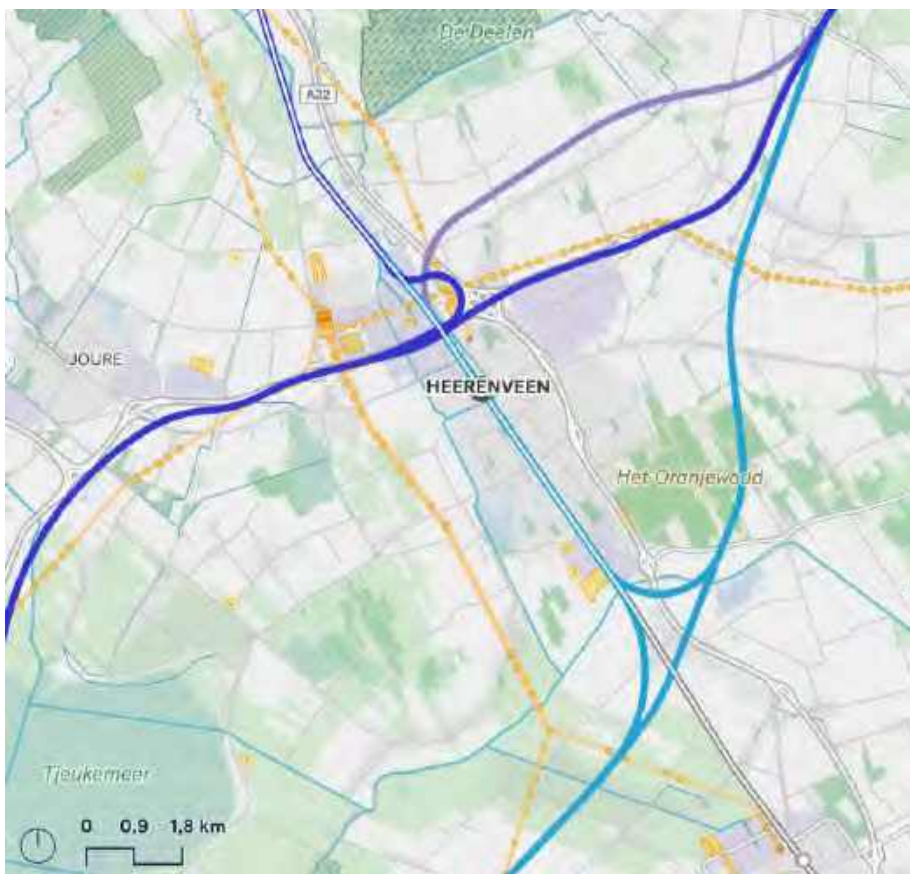 De Deelen
A32
JOURE
HEERENVEEN
Het Oranjewoud
Tjeukemeer
0 0.9 1,8 km